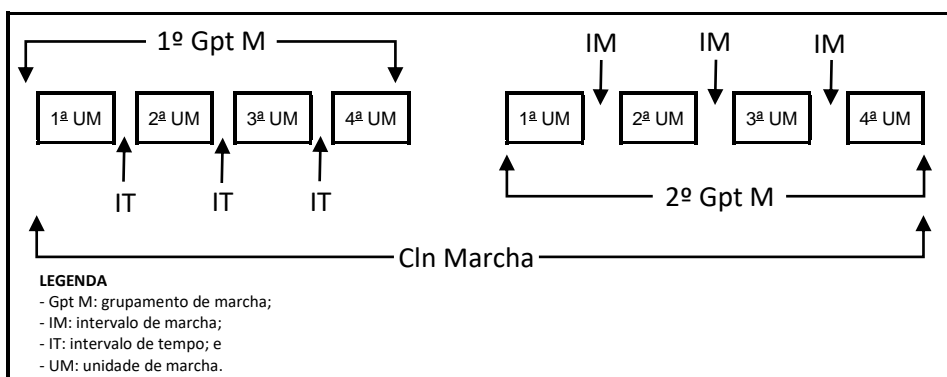 1º Gpt M
IM IM IM
1ª UM 2ª UM 3ª UM 4ª UM 1ª UM 2ª UM 3ª UM 4ª UM
IT IT IT
2º Gpt M
Cln Marcha
LEGENDA
- Gpt M: grupamento de marcha;
- IM: intervalo de marcha;
- IT: intervalo de tempo; e
- UM: unidade de marcha.